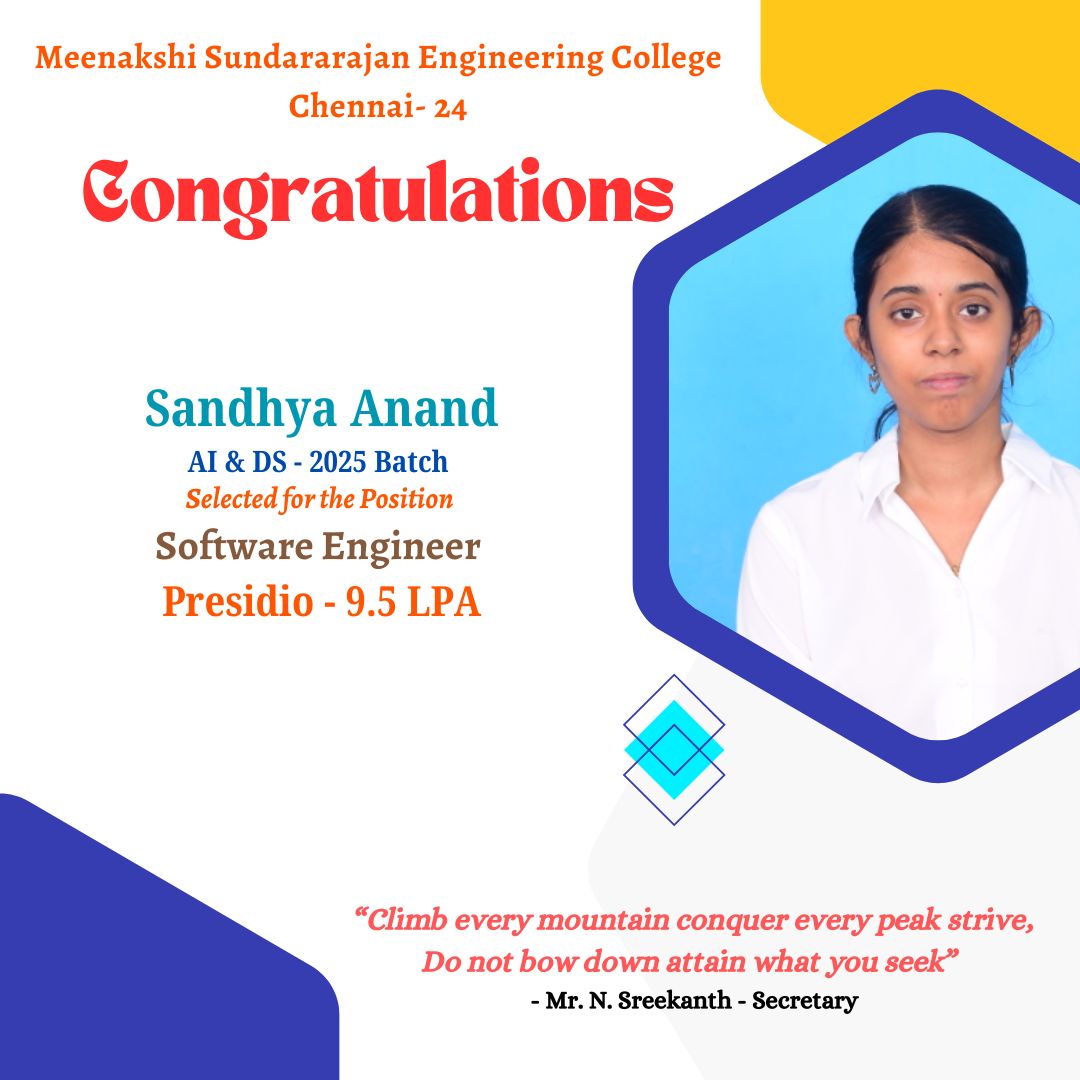 Meenakshi Sundararajan Engineering College
Chennai- 24
Congratulations
Sandhya Anand
AI & DS - 2025 Batch
Selected for the Position
Software Engineer
Presidio - 9.5 LPA
“Climb every mountain conquer every peak strive,
Do not bow down attain what you seek”
- Mr. N. Sreekanth - Secretary